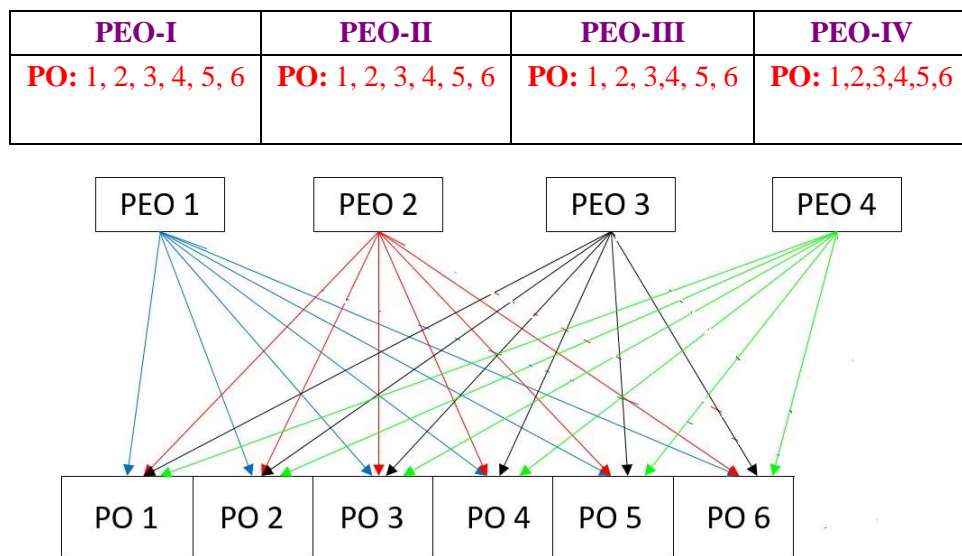 PEO-I PEO-II PEO-III PEO-IV
PO: 1, 2, 3, 4, 5, 6 PO: 1, 2, 3, 4, 5, 6 PO: 1, 2, 3,4, 5, 6 PO: 1,2,3,4,5,6
PEO 1 PEO 2 PEO 3 PEO 4
PO 1 PO 2 PO 3 PO 4 PO 5 PO 6